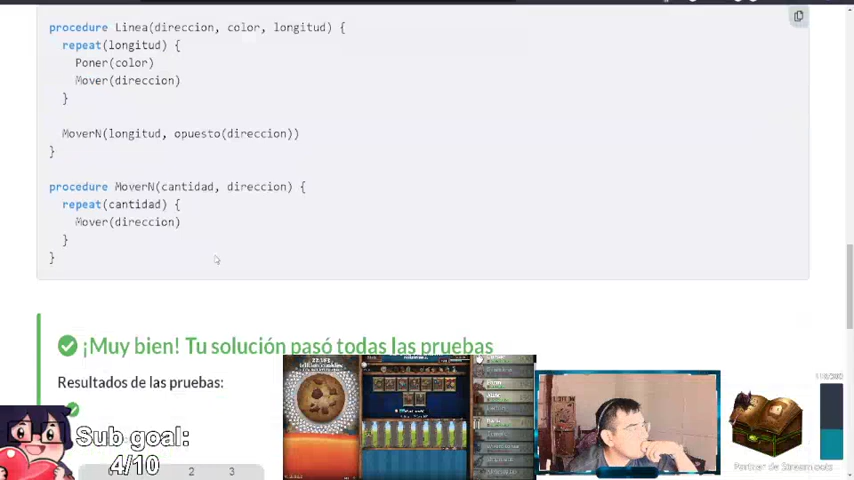 procedure Linea(direccion, color, longitud) {
repeat(longitud) {
Poner(color)
Mover(direccion)
}
MoverN(longitud, opuesto(direccion))
}
procedure MoverN(cantidad, direccion) {
repeat(cantidad) {
Mover(direccion)
}
}
¡Muy bien! Tu solución pasó todas las pruebas
Resultados de las pruebas:
Sub goal:
4/10
2 3